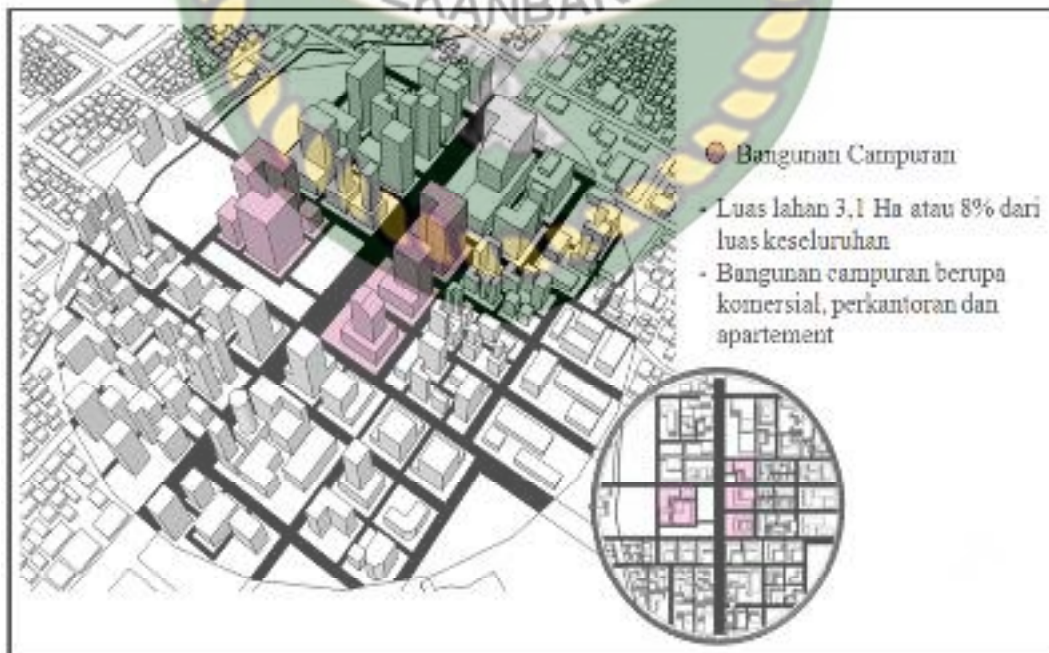 EKANBAR
Bangunan Campuran
- Luas lahan 3,1 Ha atau 8% dari
luas keseluruhan
- Bangunan campuran berupa
komersial, perkantoran dan
apartement